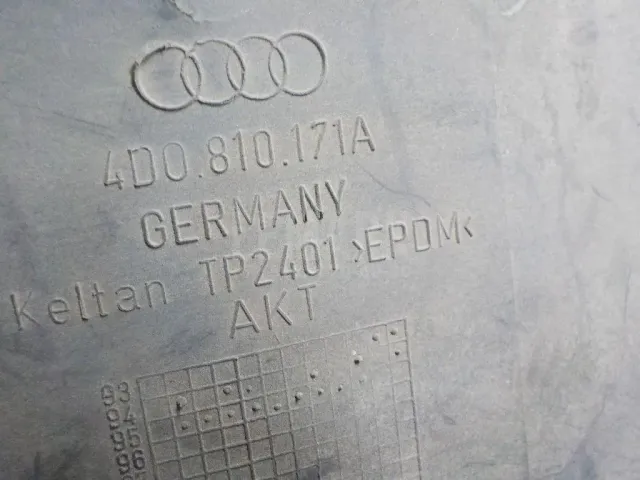 4D0.810.171A
GERMANY
Keltan TP2401 >EPDM<
AKT
93
94
95
96